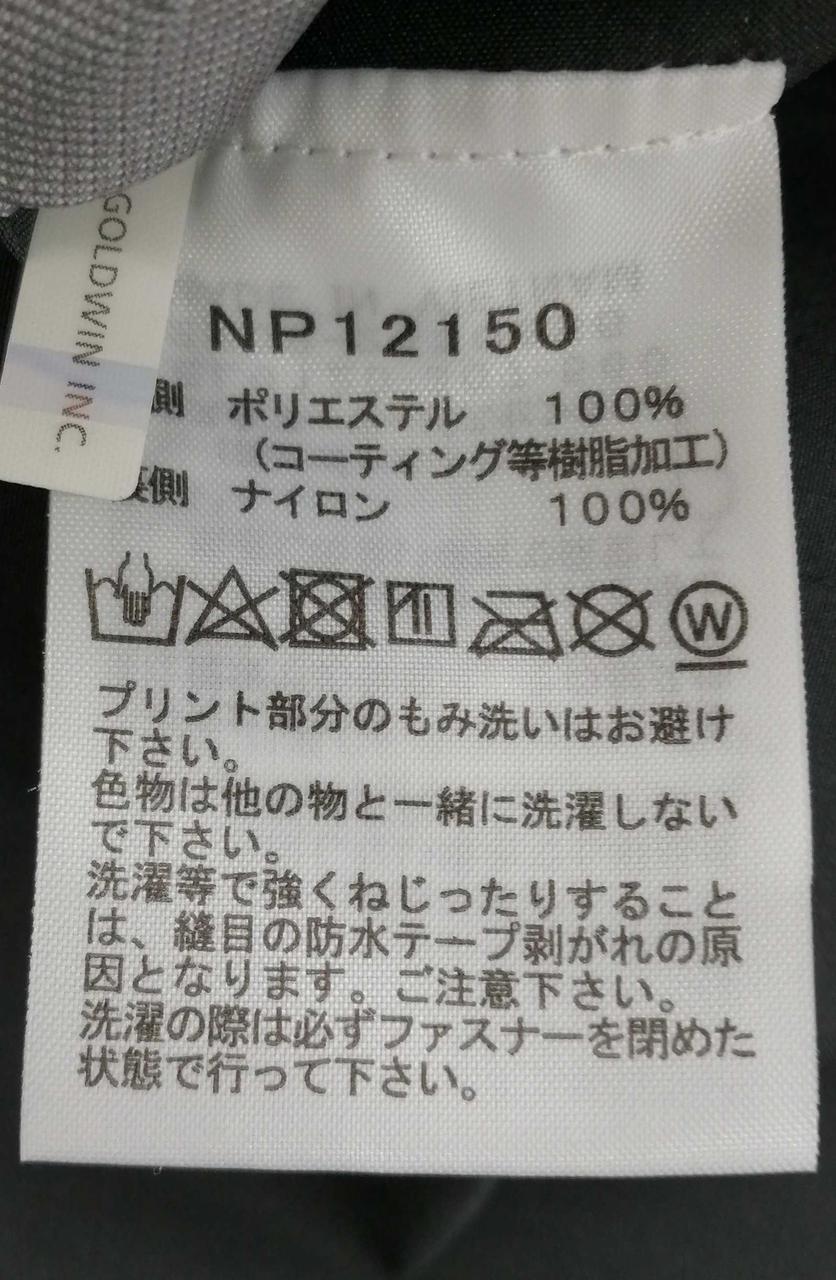 GOLDWIN INC.
NP12150
側 ポリエステル 100%
(コーティング等樹脂加工)
裏側 ナイロン 100%
W
プリント部分のもみ洗いはお避け
下さい。
色物は他の物と一緒に洗濯しない
で下さい。
洗濯等で強くねじったりすること
は、縫目の防水テープ剥がれの原
因となります。ご注意下さい。
洗濯の際は必ずファスナーを閉めた
状態で行って下さい。